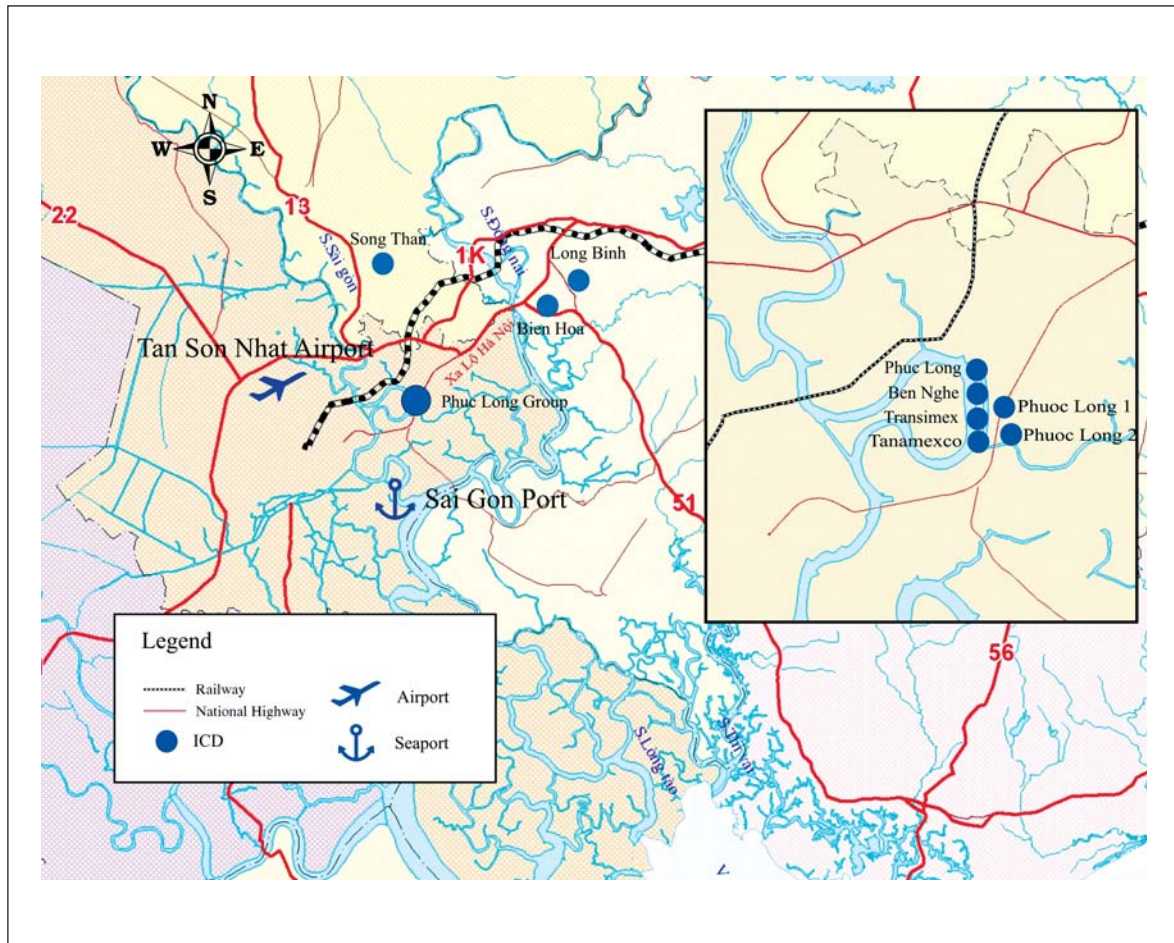 N
W E
S
22
13
S.Sài gòn
Song Than
1K
S.Đồng nai
Long Binh
Bien Hoa
Xa Lộ Hà Nội
Tan Son Nhat Airport
Phuc Long Group
Sai Gon Port
51
56
S.Lòng tào
S.Thị vải
V
Phuc Long
Ben Nghe
Transimex
Tanamexco
Phuoc Long 1
Phuoc Long 2
Legend
Railway
National Highway
ICD
Airport
Seaport